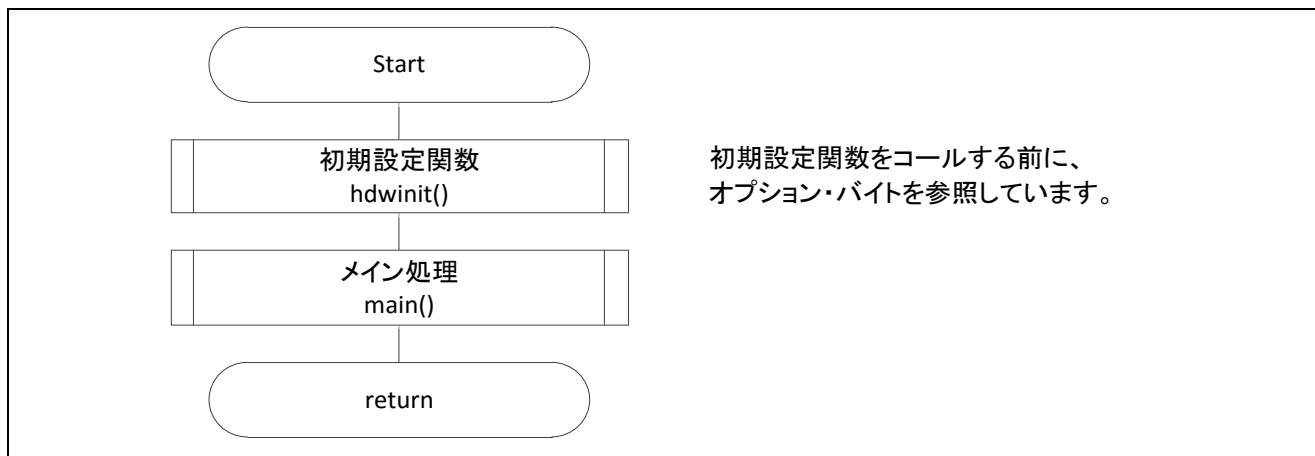 Start
初期設定関数
hdwinit()
初期設定関数をコールする前に、
オプション・バイトを参照しています。
メイン処理
main()
return